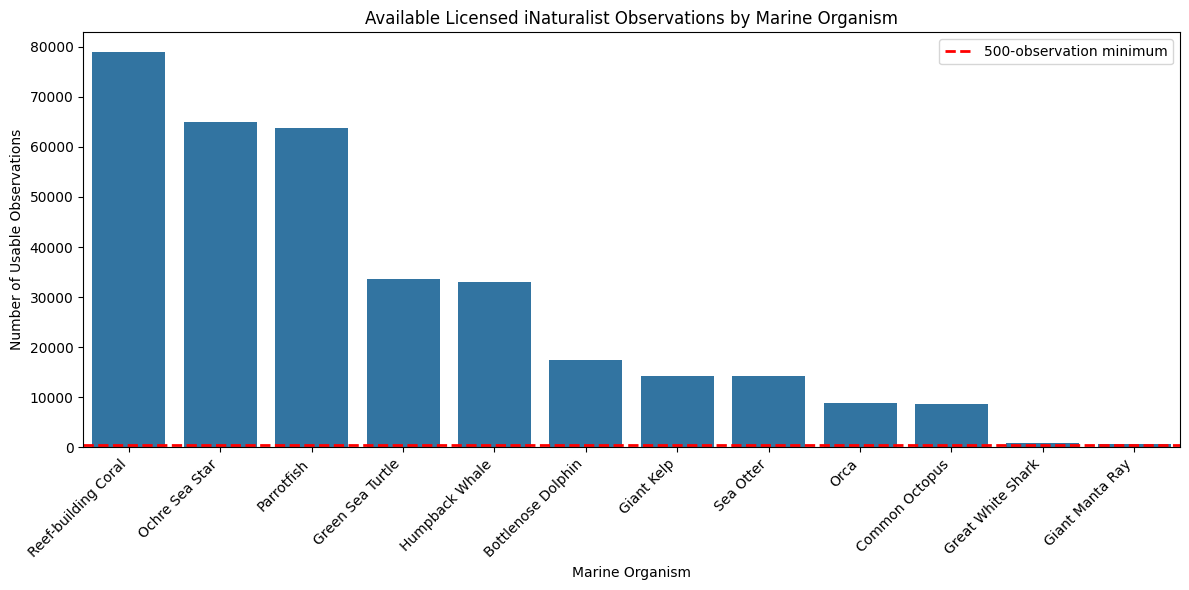 Available Licensed iNaturalist Observations by Marine Organism
500-observation minimum
Number of Usable Observations
80000
70000
60000
50000
40000
30000
20000
10000
0
Reef-building Coral
Ochre Sea Star
Parrotfish
Green Sea Turtle
Humpback Whale
Bottlenose Dolphin
Giant Kelp
Sea Otter
Orca
Common Octopus
Great White Shark
Giant Manta Ray
Marine Organism